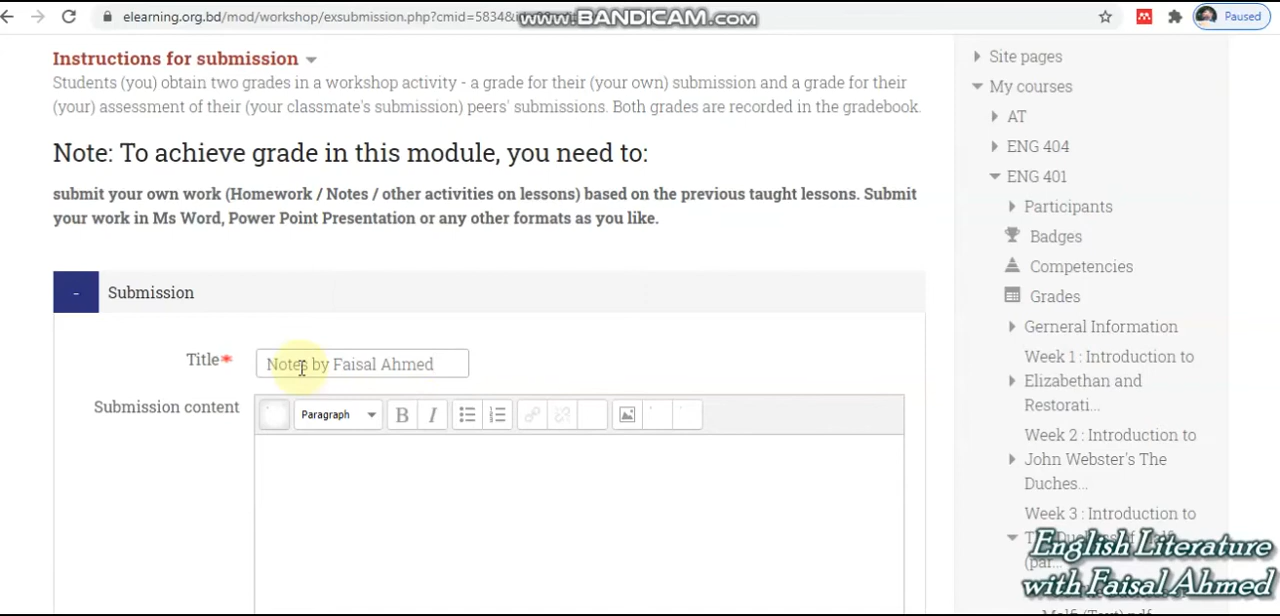 elearning.org.bd/mod/workshop/exsubmission.php?cmid=5834&i
www.BANDICAM.com
Paused
Instructions for submission
Students (you) obtain two grades in a workshop activity - a grade for their (your own) submission and a grade for their
(your) assessment of their (your classmate's submission) peers' submissions. Both grades are recorded in the gradebook.
Note: To achieve grade in this module, you need to:
submit your own work (Homework / Notes / other activities on lessons) based on the previous taught lessons. Submit
your work in Ms Word, Power Point Presentation or any other formats as you like.
- Submission
Title*
Notes by Faisal Ahmed
Submission content
Paragraph
B I
Site pages
My courses
AT
ENG 404
ENG 401
Participants
Badges
Competencies
Grades
Gerneral Information
Week 1 : Introduction to
Elizabethan and
Restorati...
Week 2 : Introduction to
John Webster's The
Duches...
Week 3 : Introduction to
(par...
English Literature
with Faisal Ahmed